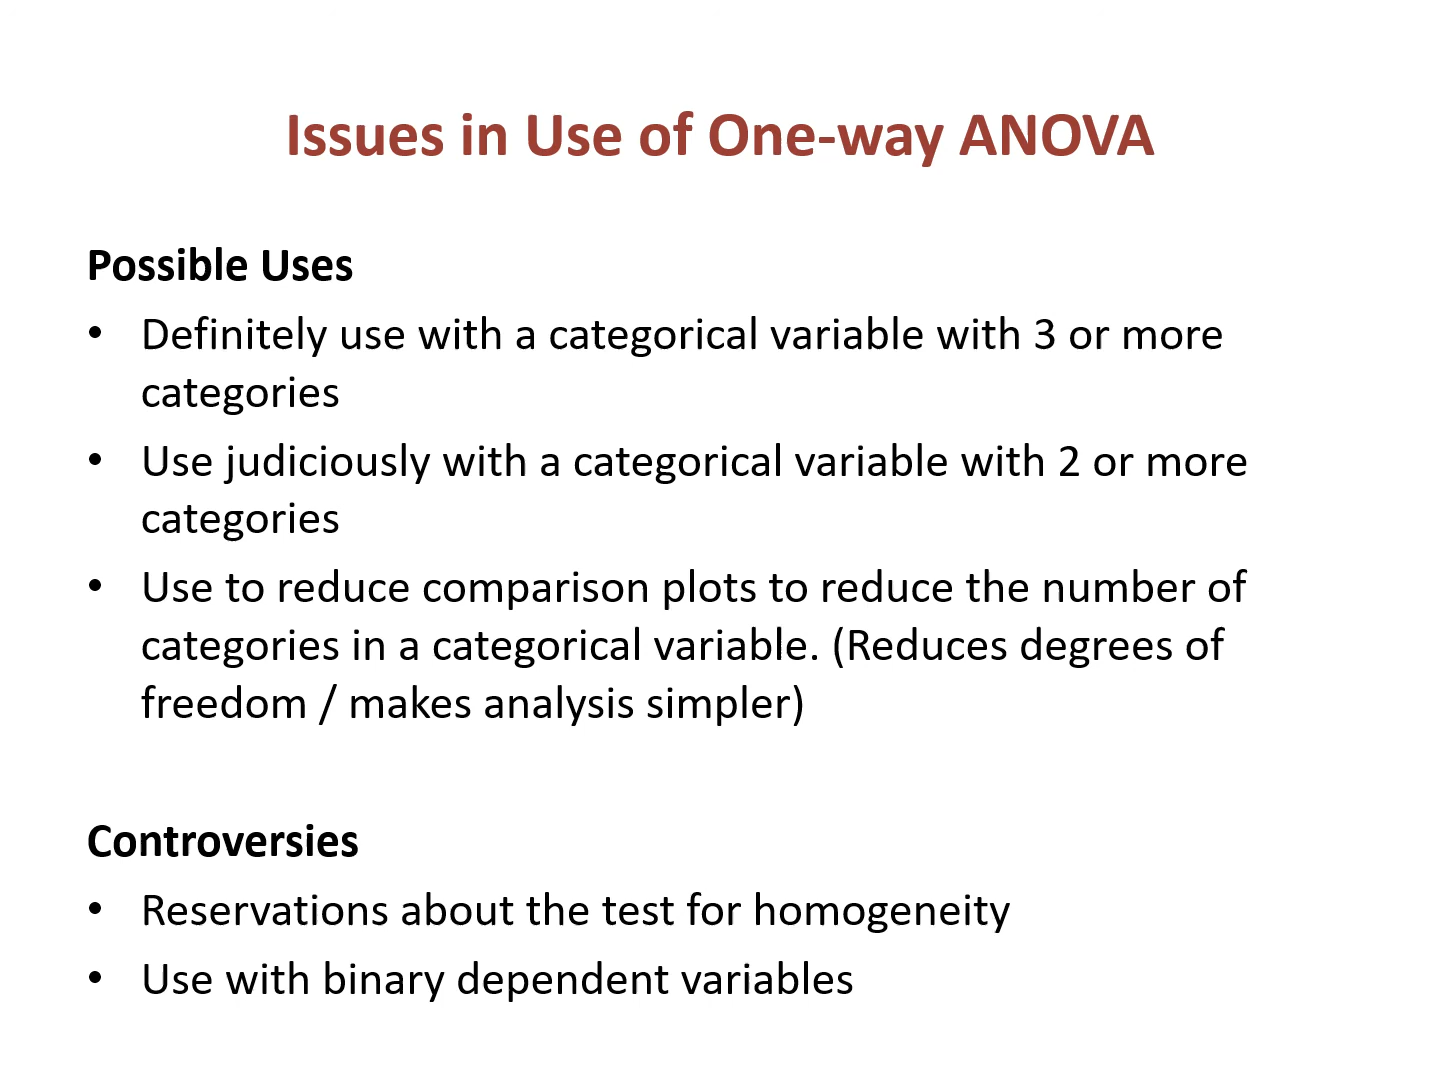 Issues in Use of One-way ANOVA
Possible Uses
• Definitely use with a categorical variable with 3 or more
categories
• Use judiciously with a categorical variable with 2 or more
categories
• Use to reduce comparison plots to reduce the number of
categories in a categorical variable. (Reduces degrees of
freedom / makes analysis simpler)
Controversies
• Reservations about the test for homogeneity
• Use with binary dependent variables